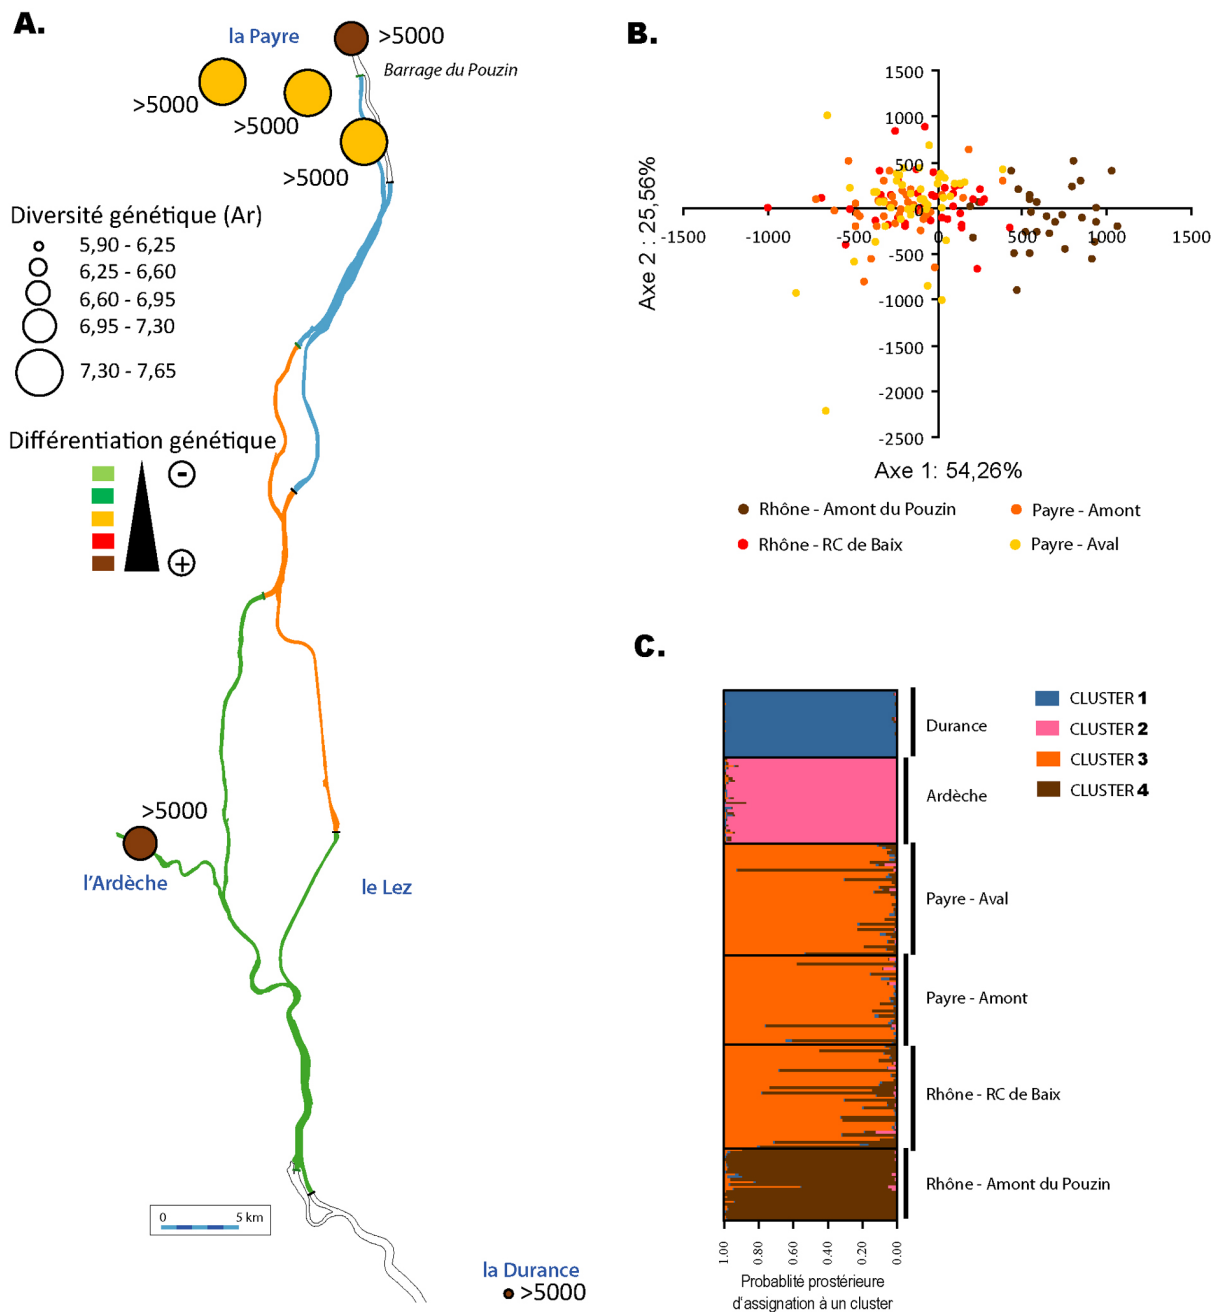 A.
la Payre
>5000
Barrage du Pouzin
>5000
>5000
>5000
Diversité génétique (Ar)
5,90 - 6,25
6,25 - 6,60
6,60 - 6,95
6,95 - 7,30
7,30 - 7,65
Différentiation génétique
-
+
>5000
l'Ardèche
le Lez
0 5 km
la Durance
>5000
B.
Axe 2 : 25,56%
1500
1000
500
0
-500
-1000
-1500
-2000
-2500
-1500 -1000 -500 0 500 1000 1500
Axe 1: 54,26%
Rhône - Amont du Pouzin
Payre - Amont
Rhône - RC de Baix
Payre - Aval
C.
Durance
Ardèche
Payre - Aval
Payre - Amont
Rhône - RC de Baix
Rhône - Amont du Pouzin
CLUSTER 1
CLUSTER 2
CLUSTER 3
CLUSTER 4
1.00 0.80 0.60 0.40 0.20 0.00
Probablité prostérieure
d'assignation à un cluster